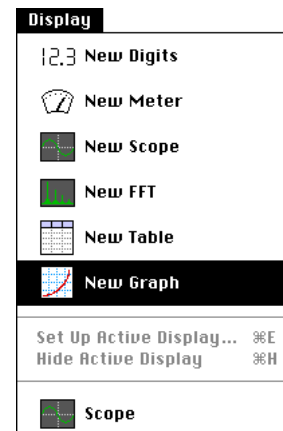 Display
12.3 New Digits
New Meter
New Scope
New FFT
New Table
New Graph
Set Up Active Display... ⌘E
Hide Active Display ⌘H
Scope